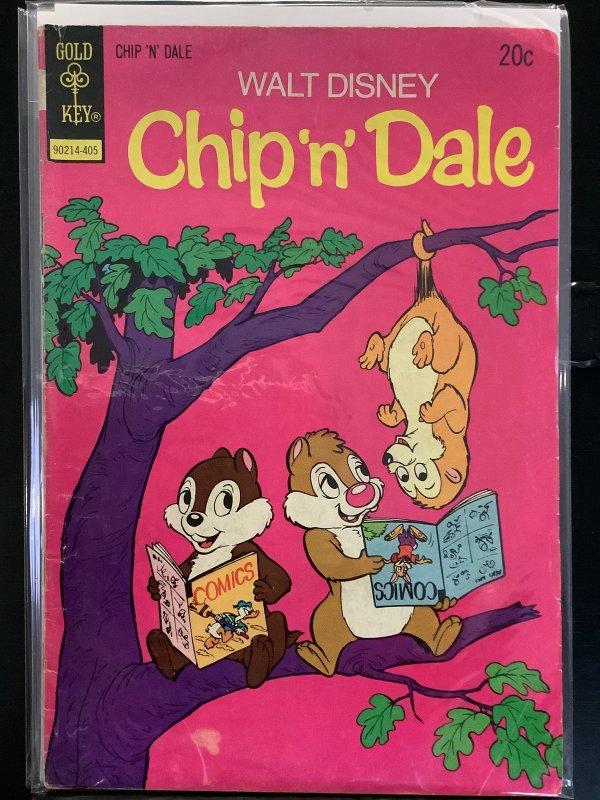 GOLD
KEY®
90214-405
CHIP 'N' DALE
20c
WALT DISNEY
Chip 'n' Dale
COMICS
COMICS